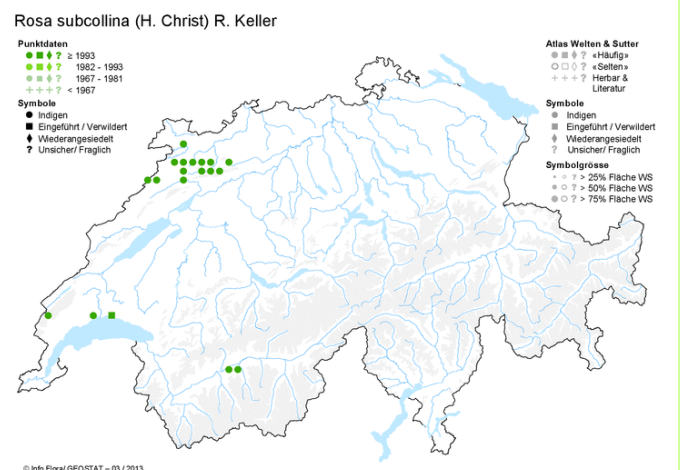 Rosa subcollina (H. Christ) R. Keller
Punktdaten
? ≥ 1993
? 1982 - 1993
? 1967 - 1981
? < 1967
Symbole
Indigen
Eingeführt / Verwildert
Wiederangesiedelt
? Unsicher/ Fraglich
Atlas Welten & Sutter
? «Häufig»
? «Selten»
+++ Herbar &
Literatur
Symbole
Indigen
Eingeführt / Verwildert
Wiederangesiedelt
? Unsicher/ Fraglich
Symbolgrösse
? > 25% Fläche WS
? > 50% Fläche WS
? > 75% Fläche WS
© Info Flora/ GEOSTAT – 03 / 2013